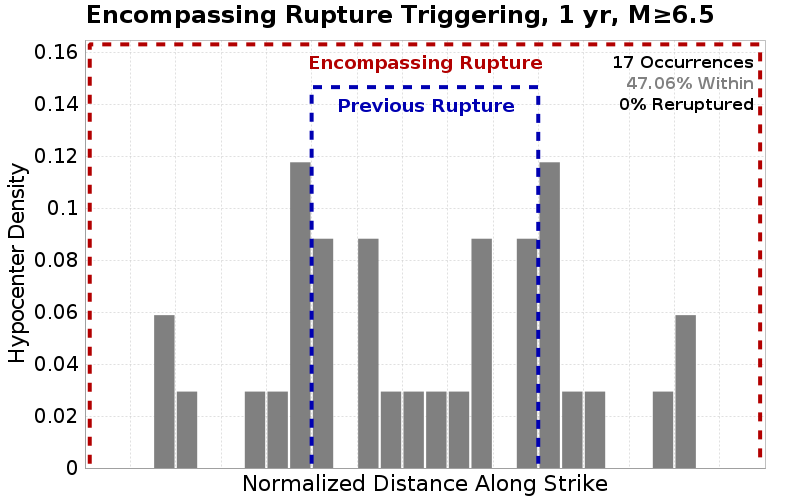 Encompassing Rupture Triggering, 1 yr, M≥6.5
0.16
0.14
0.12
0.1
0.08
0.06
0.04
0.02
0
Hypocenter Density
Encompassing Rupture
Previous Rupture
17 Occurrences
47.06% Within
0% Reruptured
Normalized Distance Along Strike